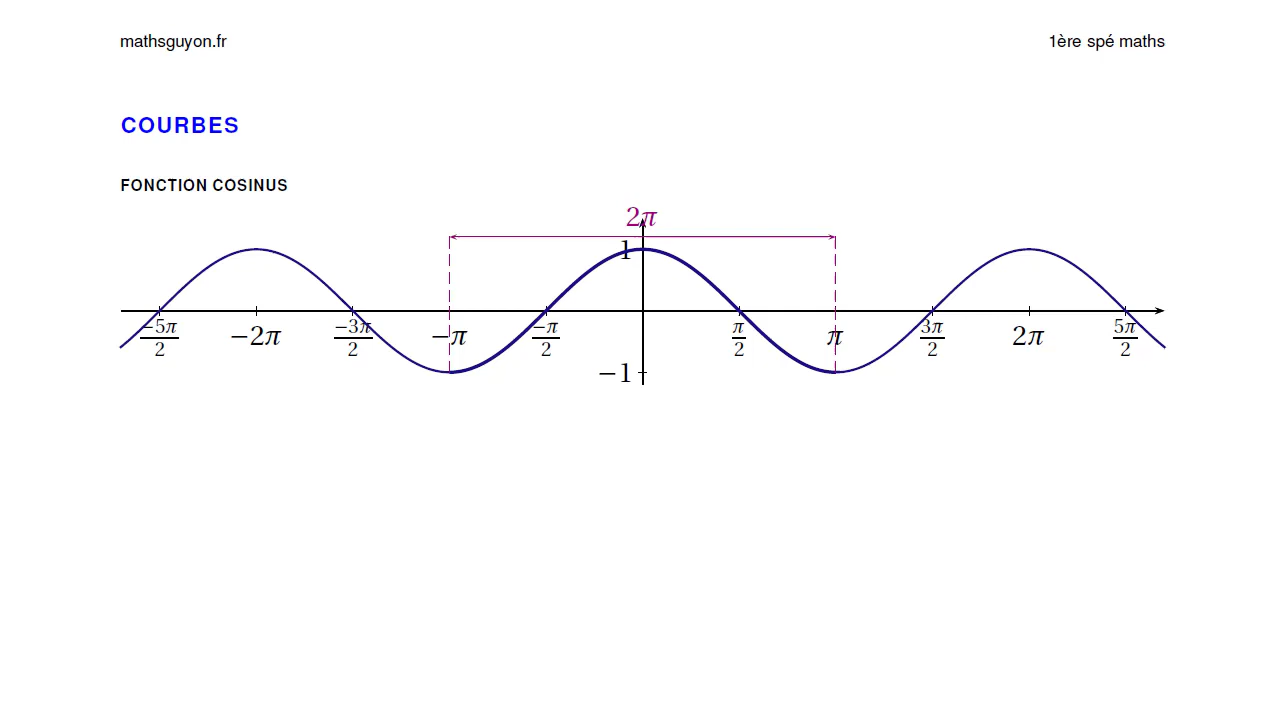 mathsguyon.fr 1ère spé maths
COURBES
FONCTION COSINUS
2π
1
−5π/2 −2π −3π/2 −π −π/2 π/2 π 3π/2 2π 5π/2
−1